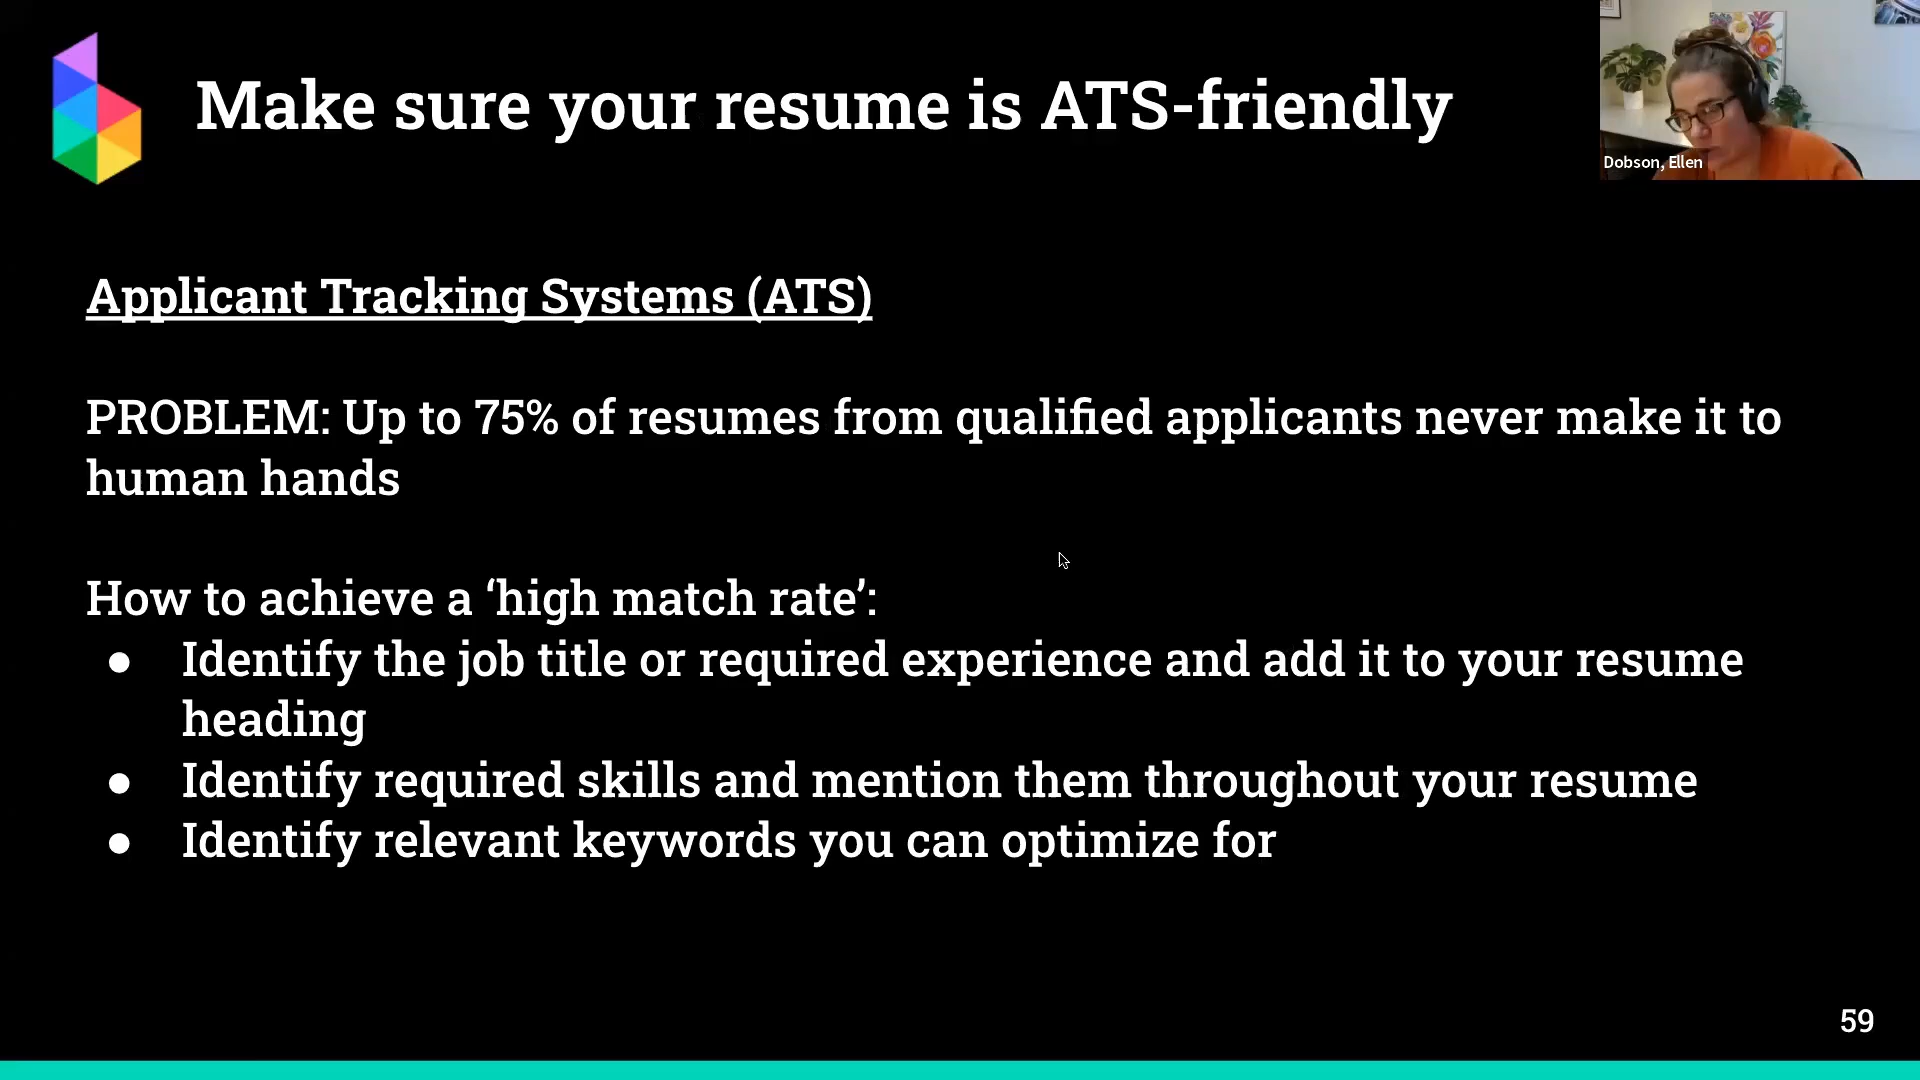 Make sure your resume is ATS-friendly
Dobson, Ellen
Applicant Tracking Systems (ATS)
PROBLEM: Up to 75% of resumes from qualified applicants never make it to
human hands
How to achieve a ‘high match rate’:
● Identify the job title or required experience and add it to your resume
heading
● Identify required skills and mention them throughout your resume
● Identify relevant keywords you can optimize for
59